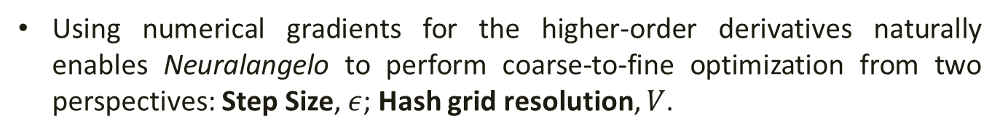 • Using numerical gradients for the higher-order derivatives naturally
enables Neuralangelo to perform coarse-to-fine optimization from two
perspectives: Step Size, ϵ; Hash grid resolution, V.